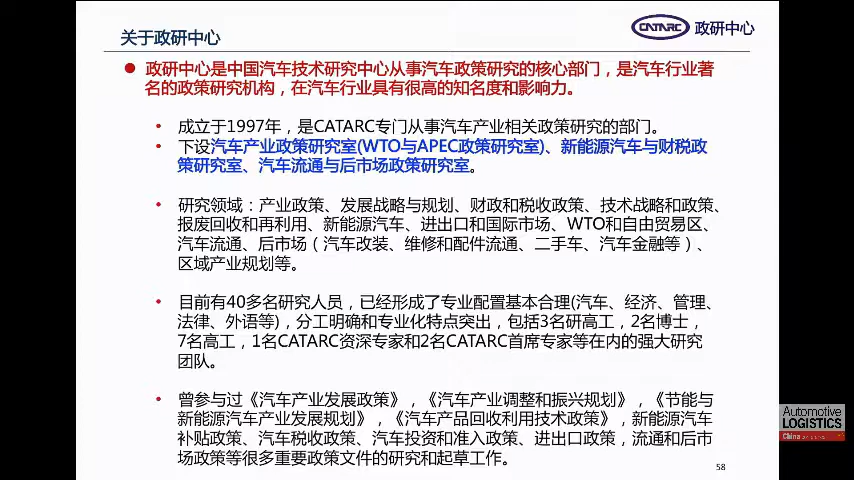 关于政研中心
CATARC 政研中心
政研中心是中国汽车技术研究中心从事汽车政策研究的核心部门，是汽车行业著
名的政策研究机构，在汽车行业具有很高的知名度和影响力。
成立于1997年，是CATARC专门从事汽车产业相关政策研究的部门。
下设汽车产业政策研究室(WTO与APEC政策研究室)、新能源汽车与财税政
策研究室、汽车流通与后市场政策研究室。
研究领域：产业政策、发展战略与规划、财政和税收政策、技术战略和政策、
报废回收和再利用、新能源汽车、进出口和国际市场、WTO和自由贸易区、
汽车流通、后市场（汽车改装、维修和配件流通、二手车、汽车金融等）、
区域产业规划等。
目前有40多名研究人员，已经形成了专业配置基本合理(汽车、经济、管理、
法律、外语等)，分工明确和专业化特点突出，包括3名研高工，2名博士，
7名高工，1名CATARC资深专家和2名CATARC首席专家等在内的强大研究
团队。
曾参与过《汽车产业发展政策》，《汽车产业调整和振兴规划》，《节能与
新能源汽车产业发展规划》，《汽车产品回收利用技术政策》，新能源汽车
补贴政策、汽车税收政策、汽车投资和准入政策、进出口政策，流通和后市
场政策等很多重要政策文件的研究和起草工作。
58
Automotive
LOGISTICS
China